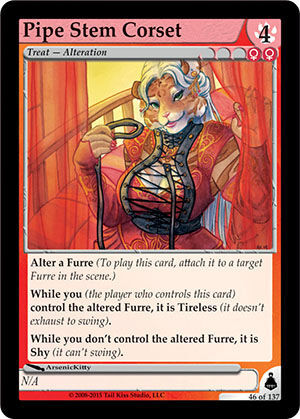 Pipe Stem Corset 4
Treat — Alteration
Alter a Furre (To play this card, attach it to a target
Furre in the scene.)
While you (the player who controls this card)
control the altered Furre, it is Tireless (it doesn't
exhaust to swing).
While you don't control the altered Furre, it is
Shy (it can't swing).
ArsenicKitty
N/A
© 2008-2015 Tail Kiss Studio, LLC
46 of 137